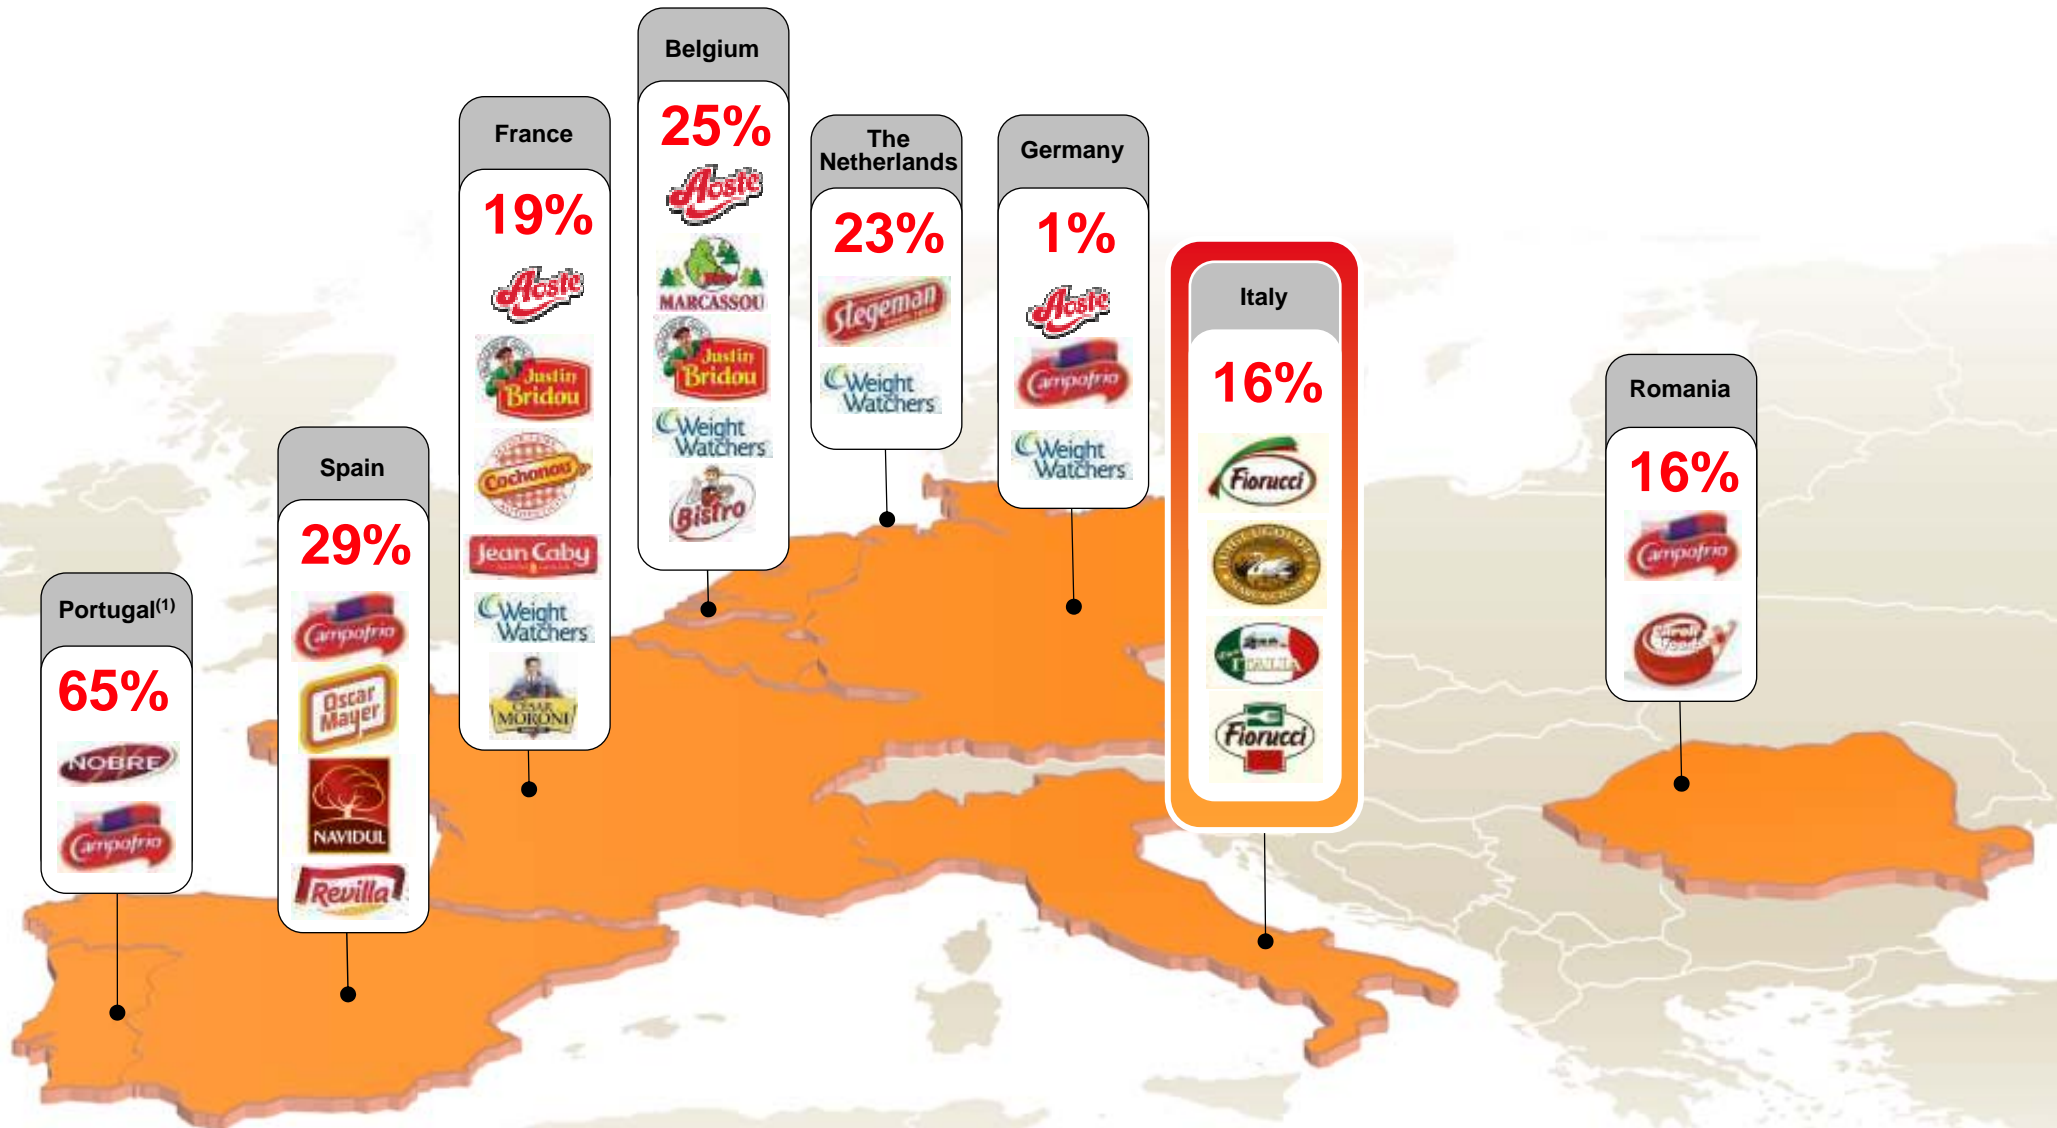 Portugal(1)
65%
NOBRE
Campofrio
Spain
29%
Campofrio
Oscar
Mayer
NAVIDUL
Revilla
France
19%
Aoste
Justin
Bridou
Cochonou
Jean Caby
Weight
Watchers
CESAR
MORONI
Belgium
25%
Aoste
MARCASSOU
Justin
Bridou
Weight
Watchers
Bistro
The
Netherlands
23%
Stegeman
Weight
Watchers
Germany
1%
Aoste
Campofrio
Weight
Watchers
Italy
16%
Fiorucci
ITALIA
Fiorucci
Romania
16%
Campofrio